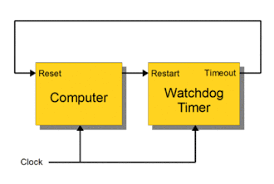 Reset
Restart
Timeout
Computer
Watchdog
Timer
Clock